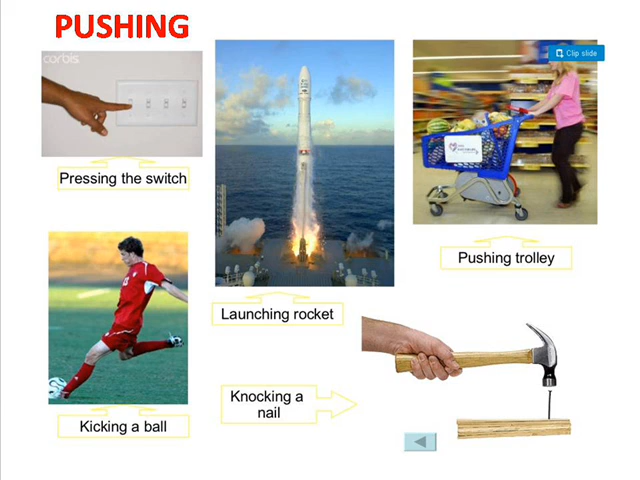 PUSHING
corbis.
Clip slide
Pressing the switch
Pushing trolley
Launching rocket
Knocking a
nail
Kicking a ball